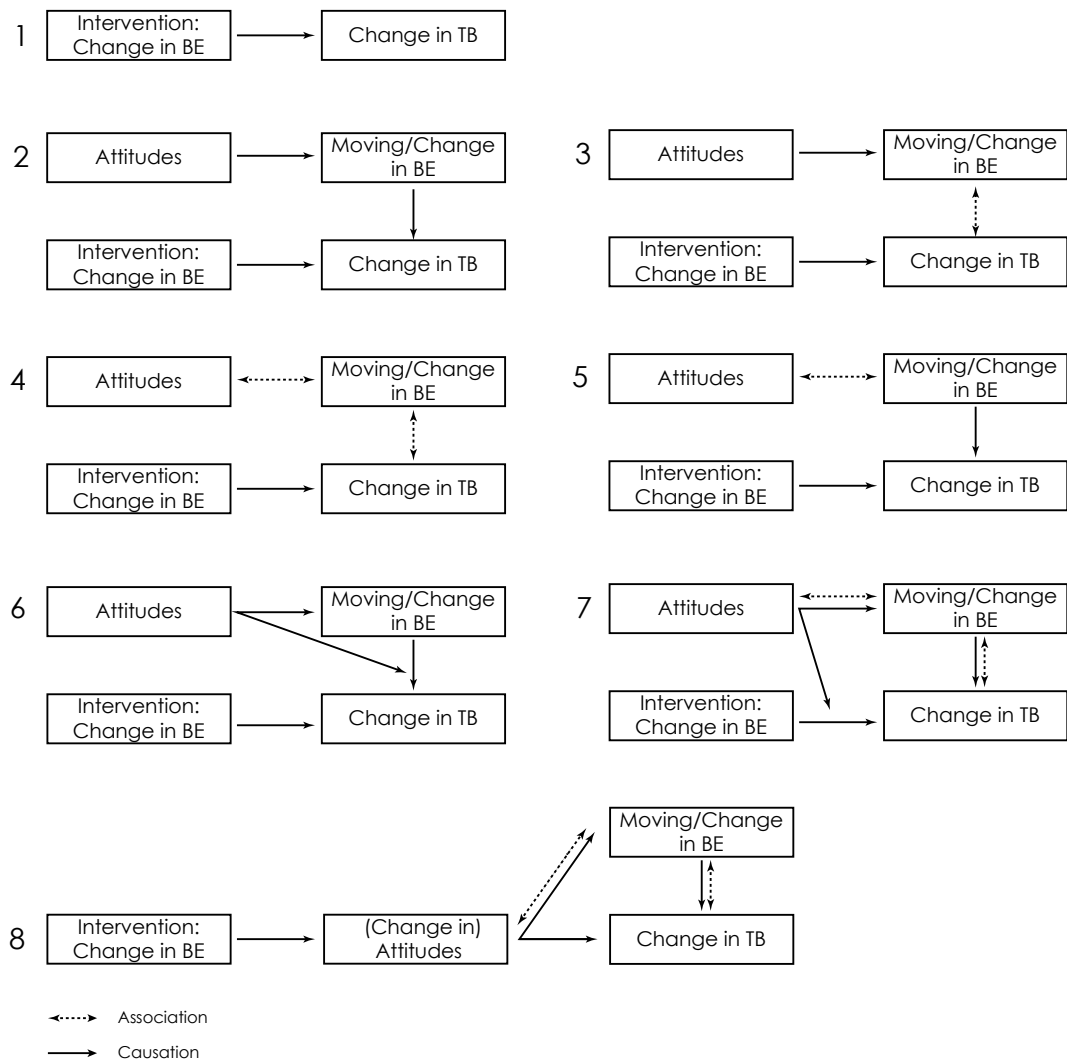 1
Intervention:
Change in BE
Change in TB
2
Attitudes
Moving/Change
in BE
Intervention:
Change in BE
Change in TB
3
Attitudes
Moving/Change
in BE
Intervention:
Change in BE
Change in TB
4
Attitudes
Moving/Change
in BE
Intervention:
Change in BE
Change in TB
5
Attitudes
Moving/Change
in BE
Intervention:
Change in BE
Change in TB
6
Attitudes
Moving/Change
in BE
Intervention:
Change in BE
Change in TB
7
Attitudes
Moving/Change
in BE
Intervention:
Change in BE
Change in TB
8
Moving/Change
in BE
Intervention:
Change in BE
(Change in)
Attitudes
Change in TB
Association
Causation